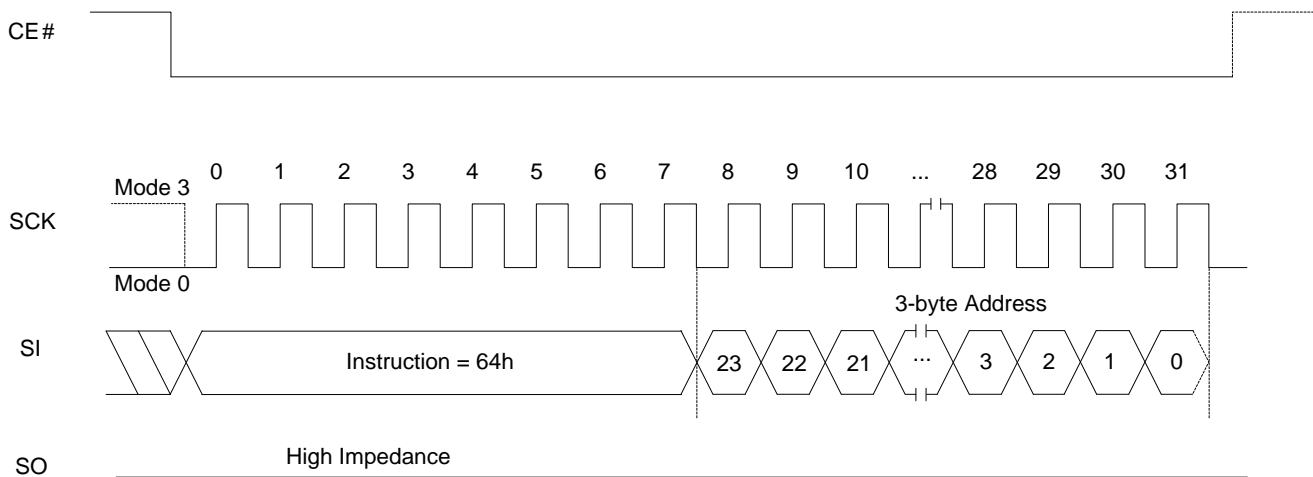 CE#
0 1 2 3 4 5 6 7 8 9 10 ... 28 29 30 31
Mode 3
SCK
Mode 0
3-byte Address
SI
Instruction = 64h
23 22 21 ... 3 2 1 0
High Impedance
SO